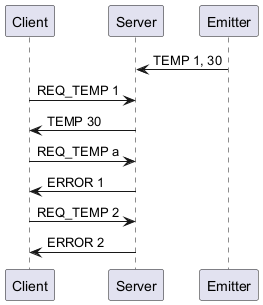 Client Server Emitter
TEMP 1, 30
REQ_TEMP 1
TEMP 30
REQ_TEMP a
ERROR 1
REQ_TEMP 2
ERROR 2
Client Server Emitter